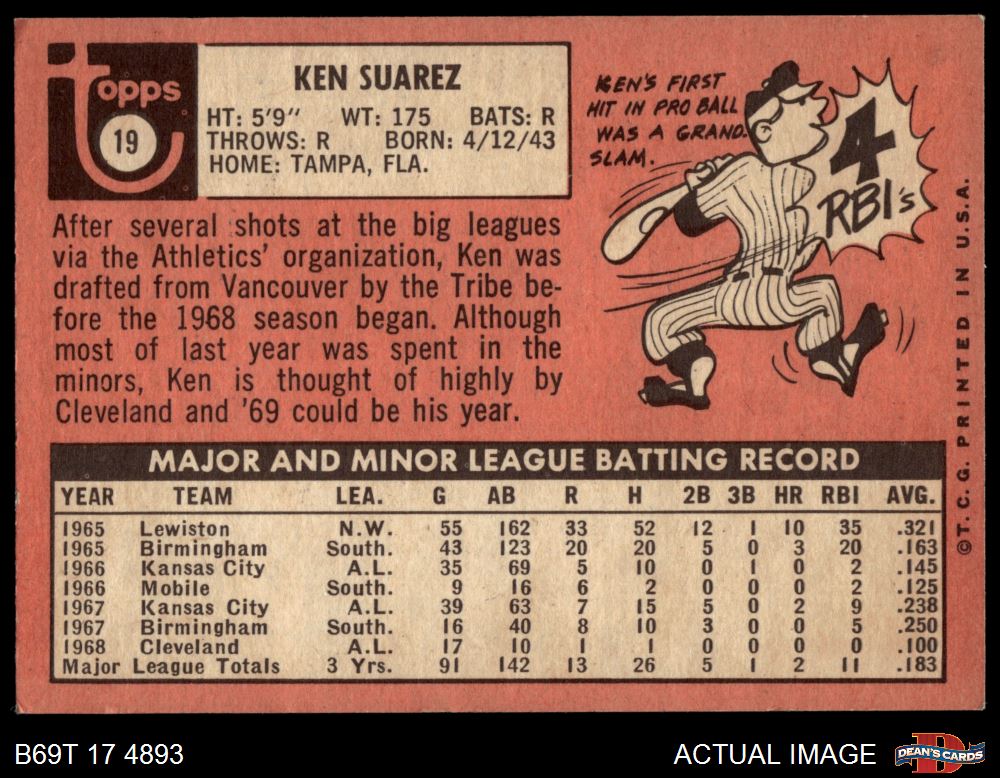 Topps
19
KEN SUAREZ
HT: 5'9" WT: 175 BATS: R
THROWS: R BORN: 4/12/43
HOME: TAMPA, FLA.
KEN'S FIRST
HIT IN PRO BALL
WAS A GRAND
SLAM.
4
RBI's
After several shots at the big leagues
via the Athletics' organization, Ken was
drafted from Vancouver by the Tribe be-
fore the 1968 season began. Although
most of last year was spent in the
minors, Ken is thought of highly by
Cleveland and '69 could be his year.
©T.C.G. PRINTED IN U.S.A.
MAJOR AND MINOR LEAGUE BATTING RECORD
YEAR TEAM LEA. G AB R H 2B 3B HR RBI AVG.
1965 Lewiston N.W. 55 162 33 52 12 1 10 35 .321
1965 Birmingham South. 43 123 20 20 5 0 3 20 .163
1966 Kansas City A.L. 35 69 5 10 0 1 0 2 .145
1966 Mobile South. 9 16 6 2 0 0 0 2 .125
1967 Kansas City A.L. 39 63 7 15 5 0 2 9 .238
1967 Birmingham South. 16 40 8 10 3 0 0 5 .250
1968 Cleveland A.L. 17 10 1 1 0 0 0 0 .100
Major League Totals 3 Yrs. 91 142 13 26 5 1 2 11 .183
B69T 17 4893
ACTUAL IMAGE
D
DEAN'S CARDS